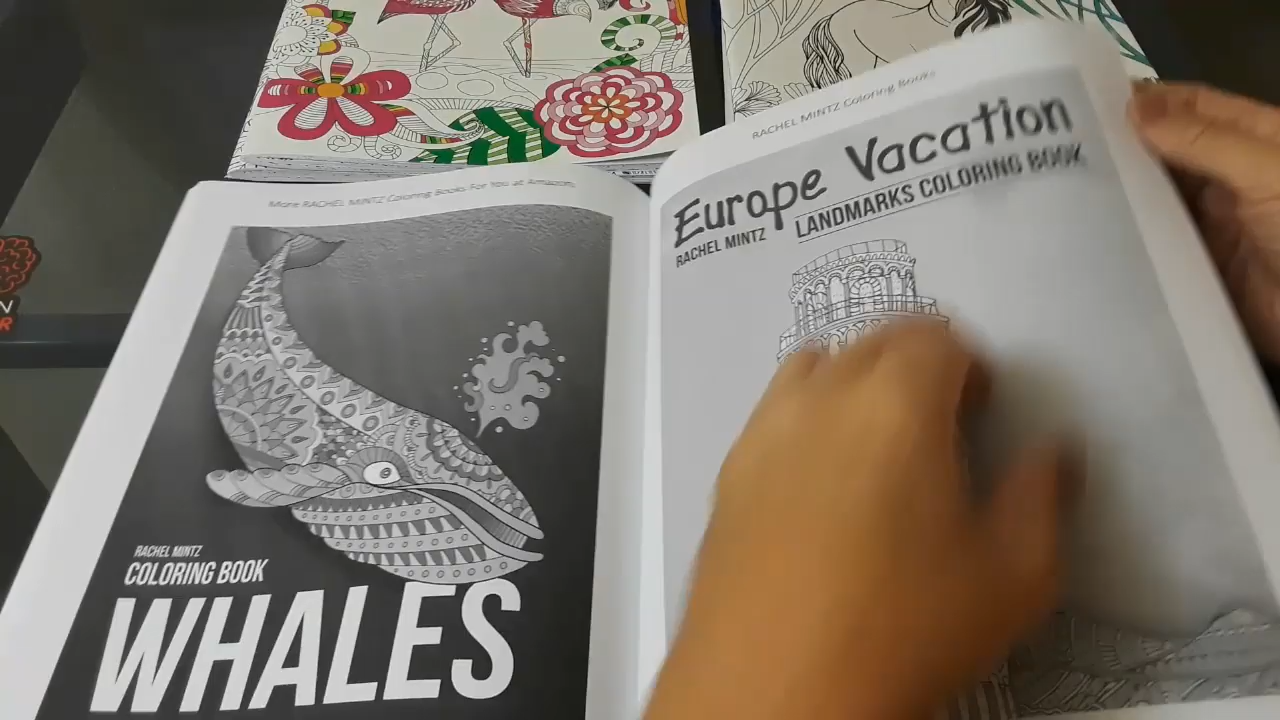 More RACHEL MINTZ Coloring Books For You at Amazon
RACHEL MINTZ
COLORING BOOK
WHALES
RACHEL MINTZ Coloring Books
Europe Vacation
RACHEL MINTZ
LANDMARKS COLORING BOOK